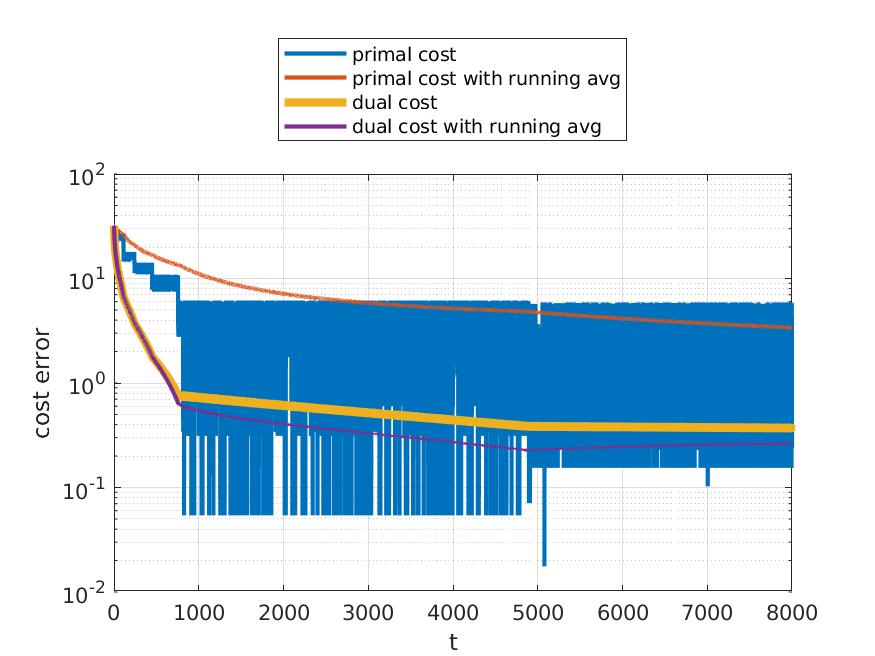 primal cost
primal cost with running avg
dual cost
dual cost with running avg
10^2
10^1
10^0
10^-1
10^-2
cost error
0 1000 2000 3000 4000 5000 6000 7000 8000
t